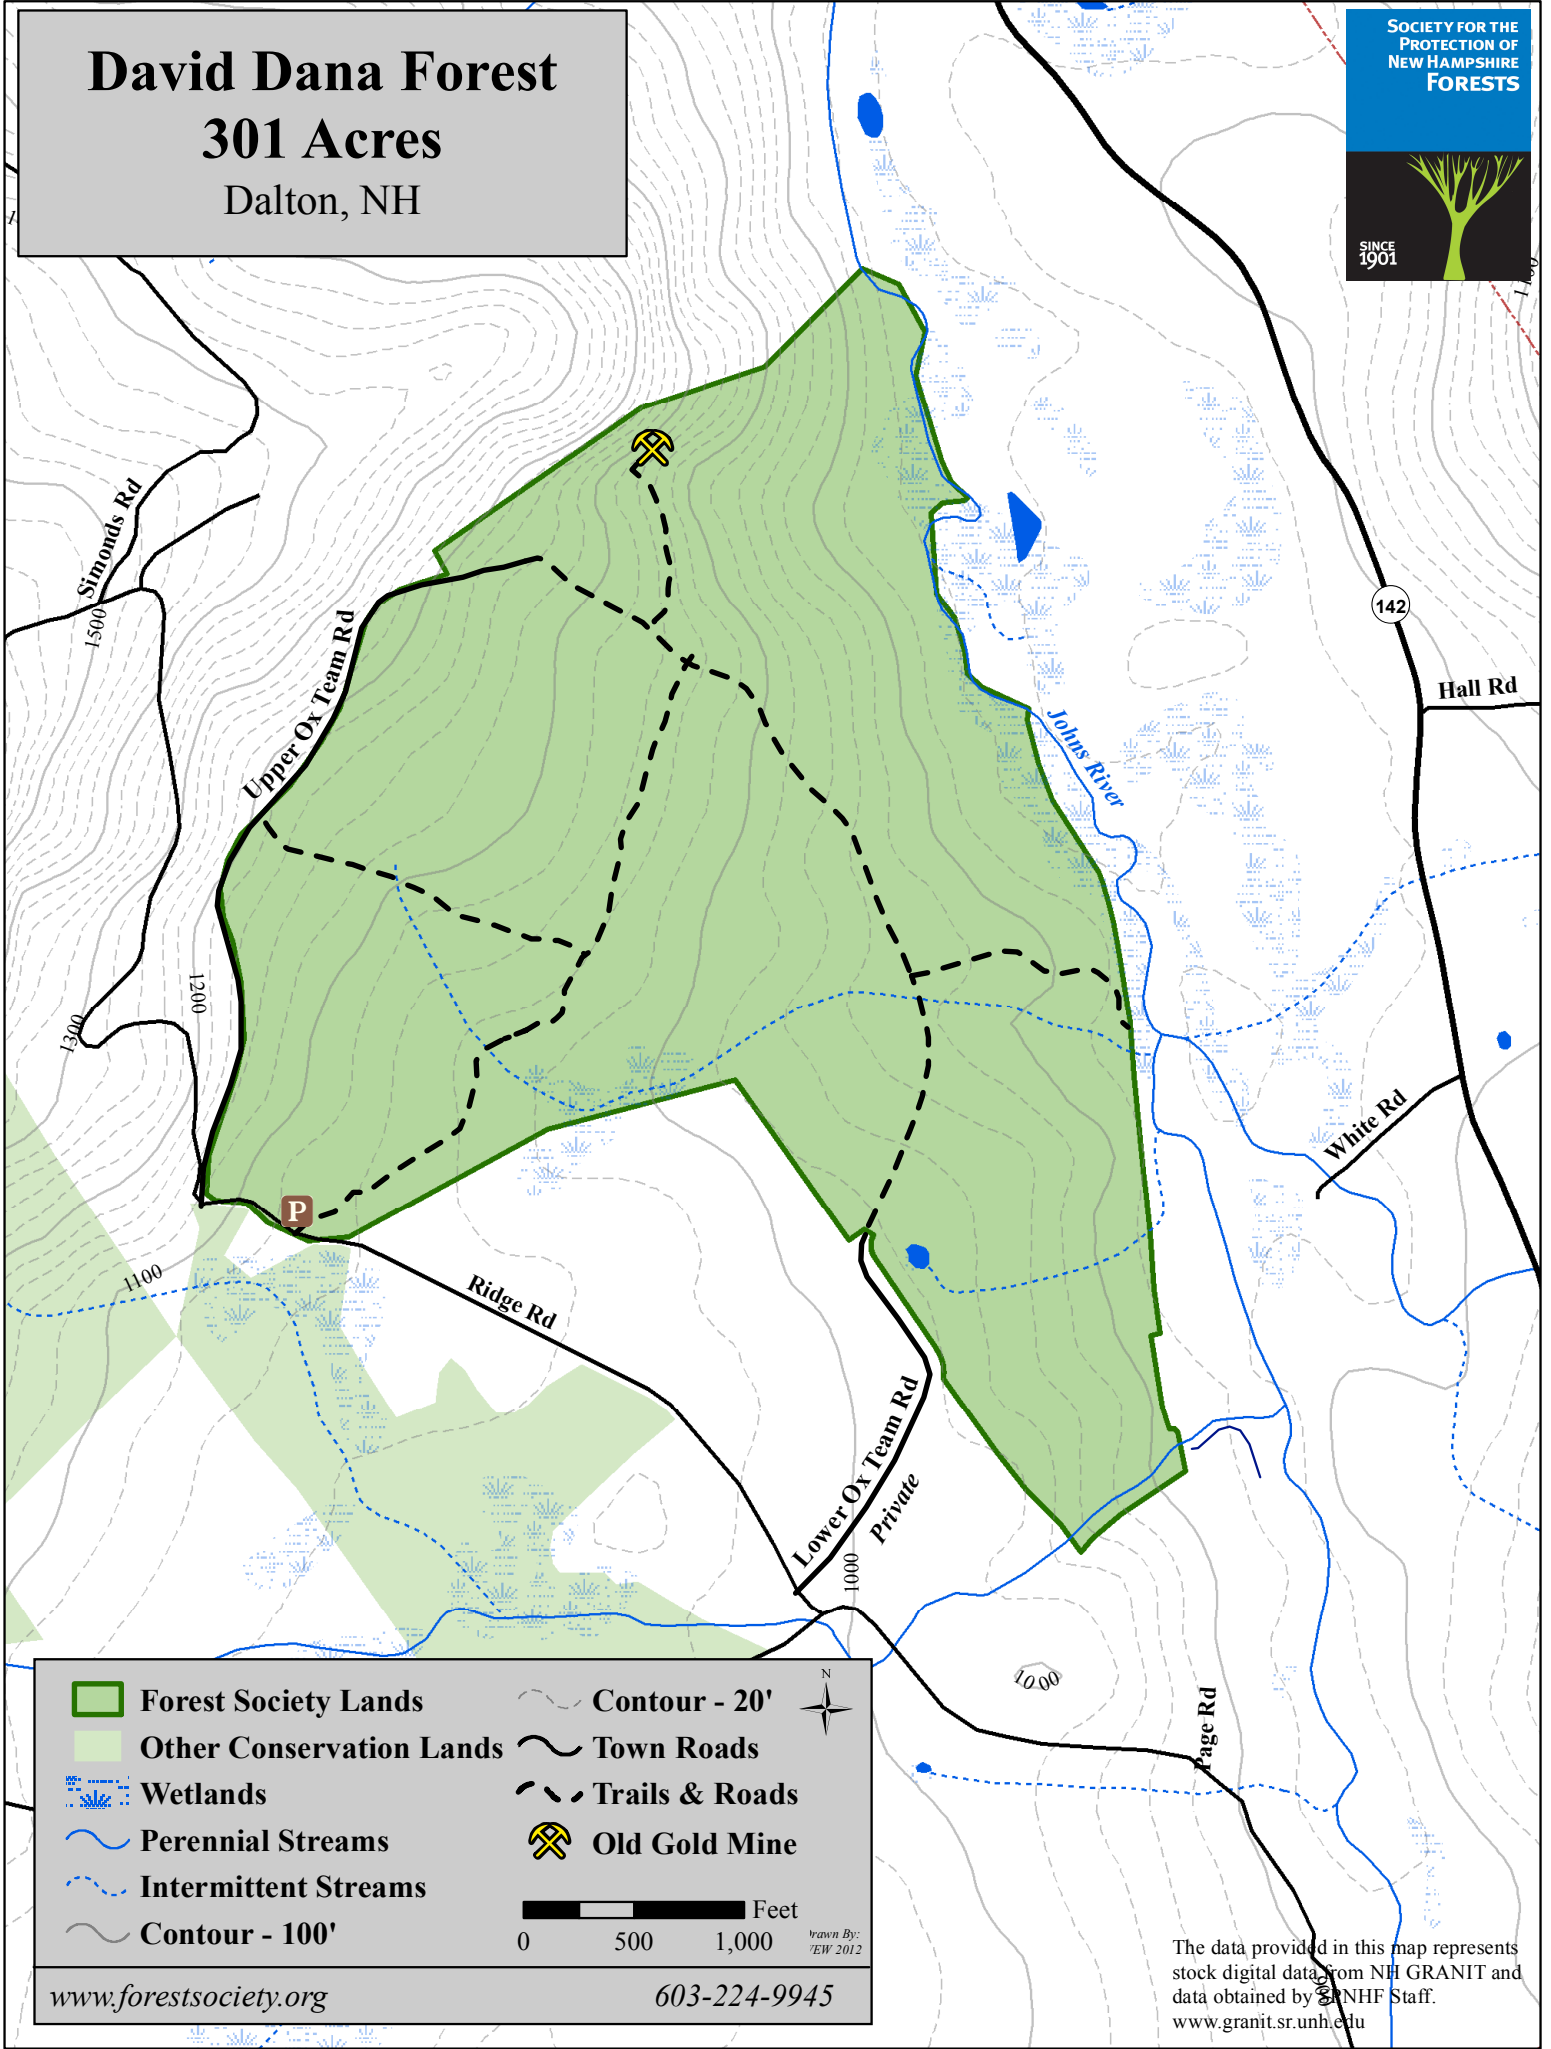 David Dana Forest
301 Acres
Dalton, NH
SOCIETY FOR THE
PROTECTION OF
NEW HAMPSHIRE
FORESTS
SINCE
1901
Simonds Rd
1500
Upper Ox Team Rd
142
Hall Rd
Johns River
1200
1300
White Rd
P
1100
Ridge Rd
Lower Ox Team Rd
Private
1000
1000
Page Rd
900
Forest Society Lands
Other Conservation Lands
Wetlands
Perennial Streams
Intermittent Streams
Contour - 100'
Contour - 20'
Town Roads
Trails & Roads
Old Gold Mine
N
Feet
0 500 1,000
Drawn By:
2012
www.forestsociety.org 603-224-9945
The data provided in this map represents
stock digital data from NH GRANIT and
data obtained by SPNHF Staff.
www.granit.sr.unh.edu